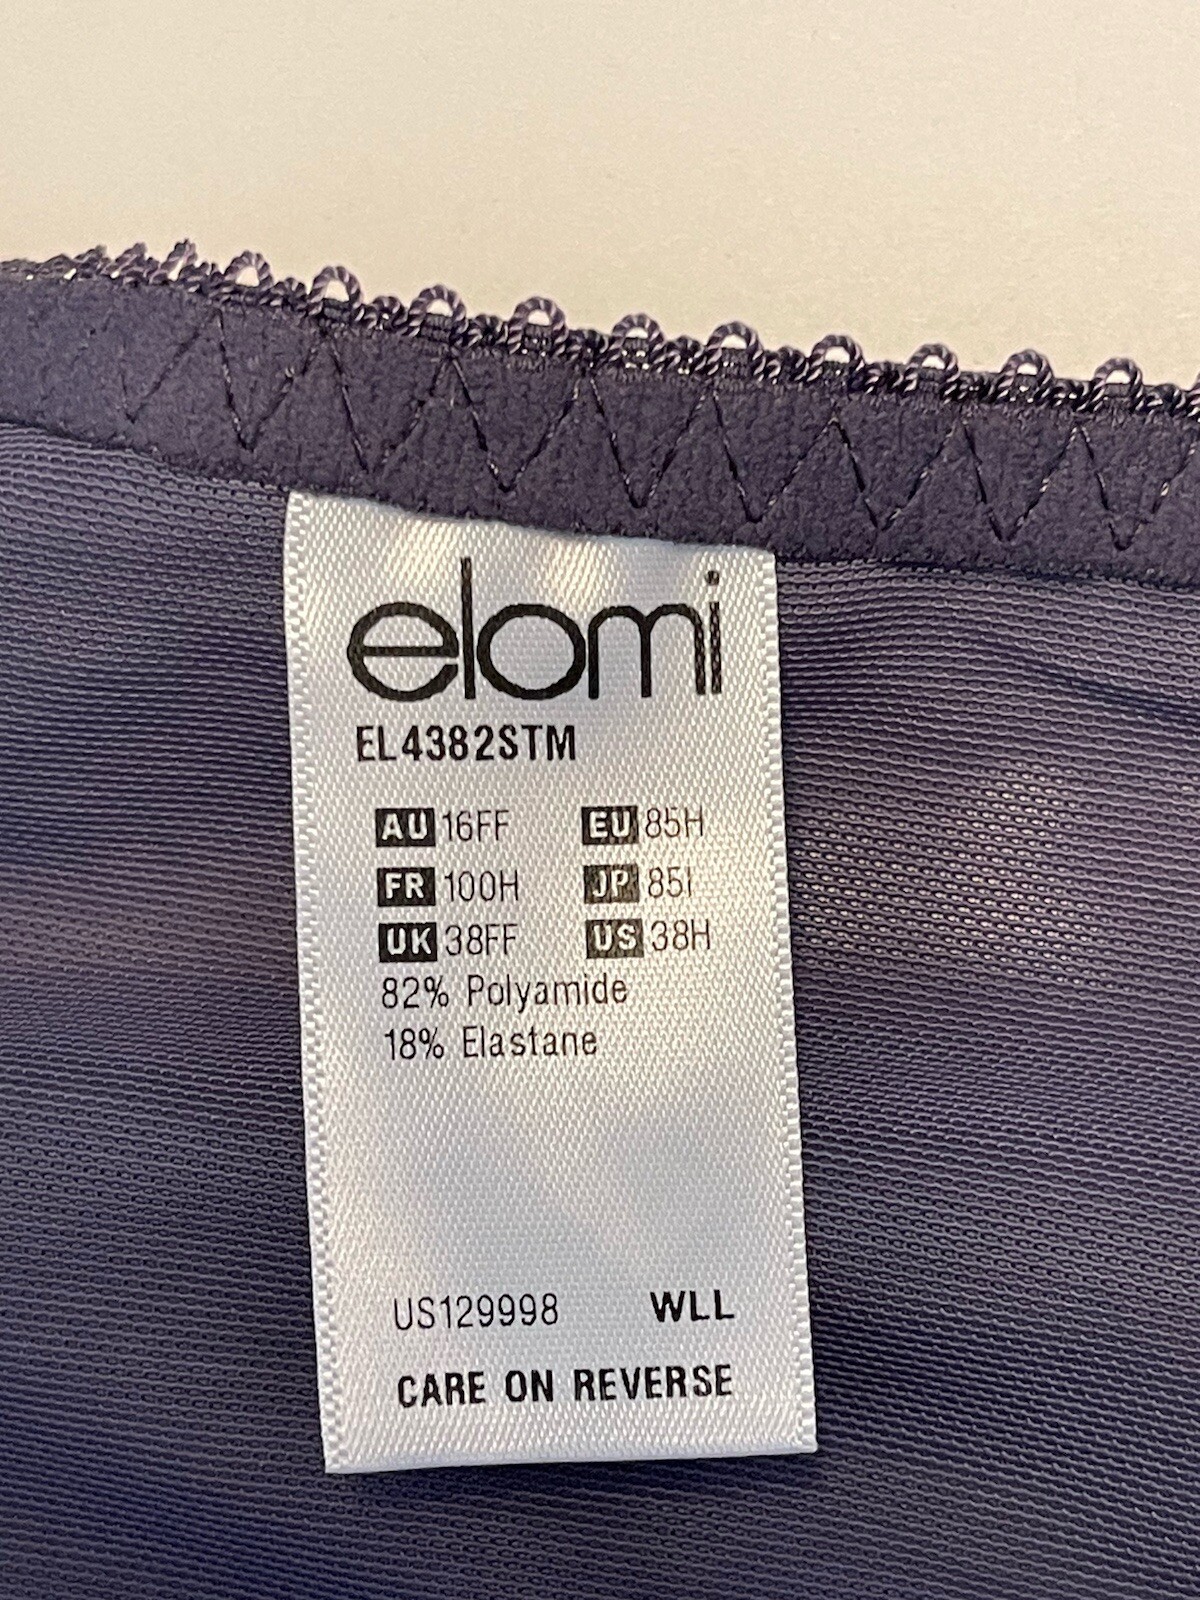 elomi
EL4382STM
AU 16FF EU 85H
FR 100H JP 85I
UK 38FF US 38H
82% Polyamide
18% Elastane
US129998 WLL
CARE ON REVERSE